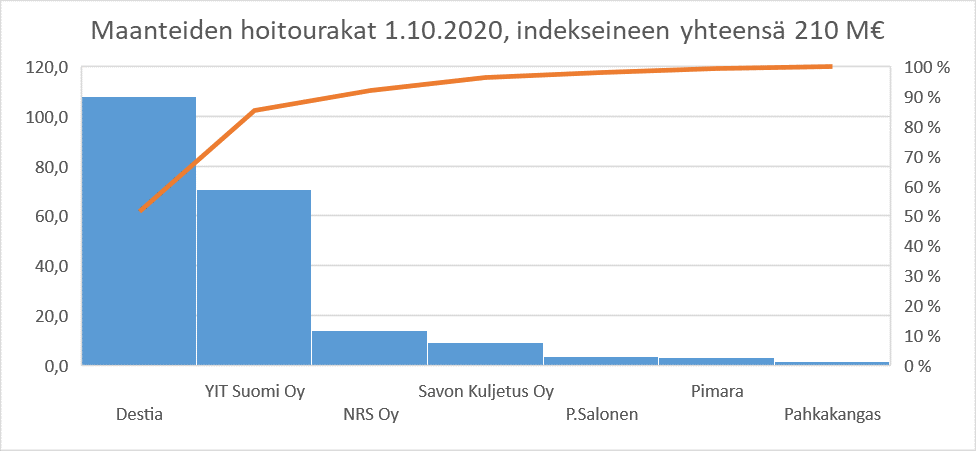 Maanteiden hoitourakat 1.10.2020, indekseineen yhteensä 210 M€
120,0
100,0
80,0
60,0
40,0
20,0
0,0
100 %
90 %
80 %
70 %
60 %
50 %
40 %
30 %
20 %
10 %
0 %
Destia
YIT Suomi Oy
NRS Oy
Savon Kuljetus Oy
P.Salonen
Pimara
Pahkakangas